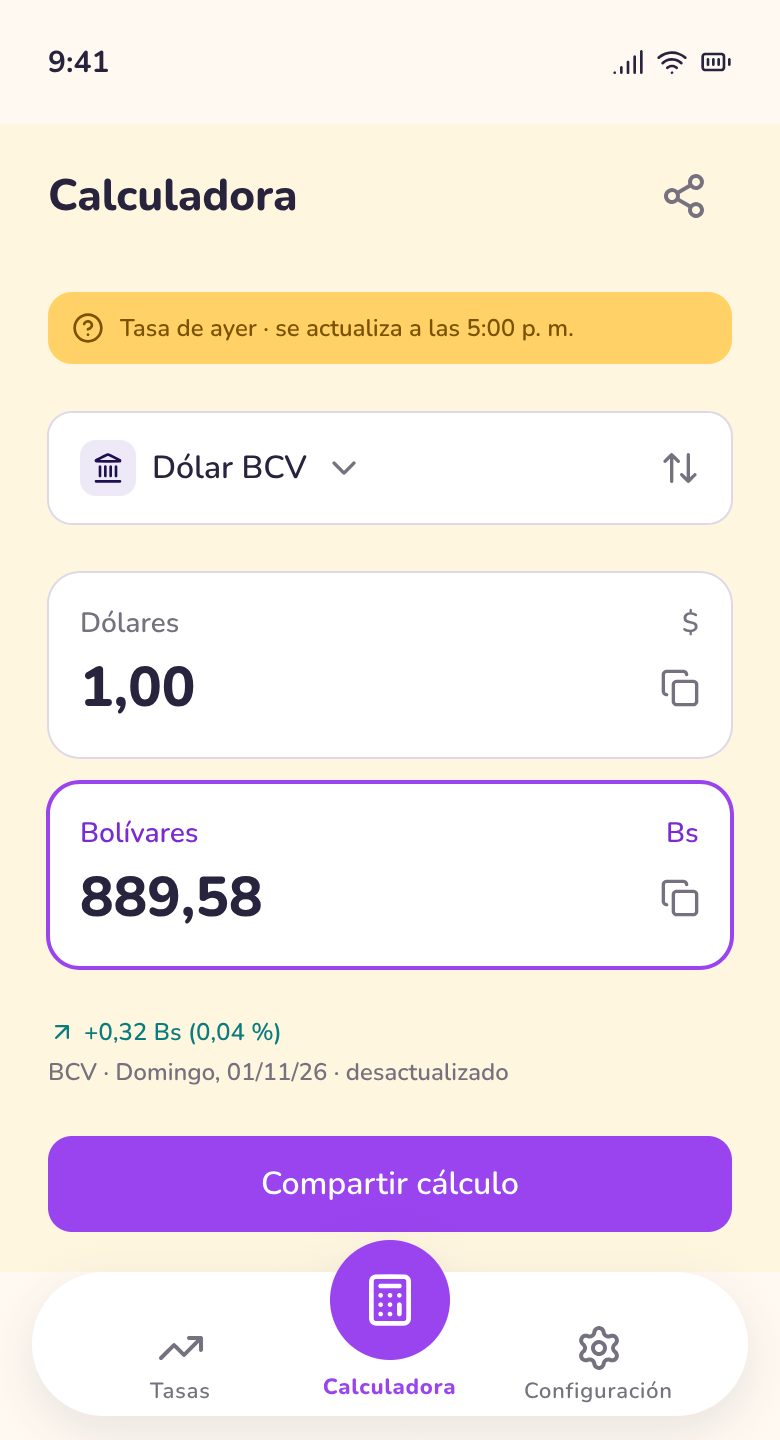 9:41
Calculadora
Tasa de ayer · se actualiza a las 5:00 p. m.
Dólar BCV
Dólares $
1,00
Bolívares Bs
889,58
+0,32 Bs (0,04 %)
BCV · Domingo, 01/11/26 · desactualizado
Compartir cálculo
Tasas Calculadora Configuración